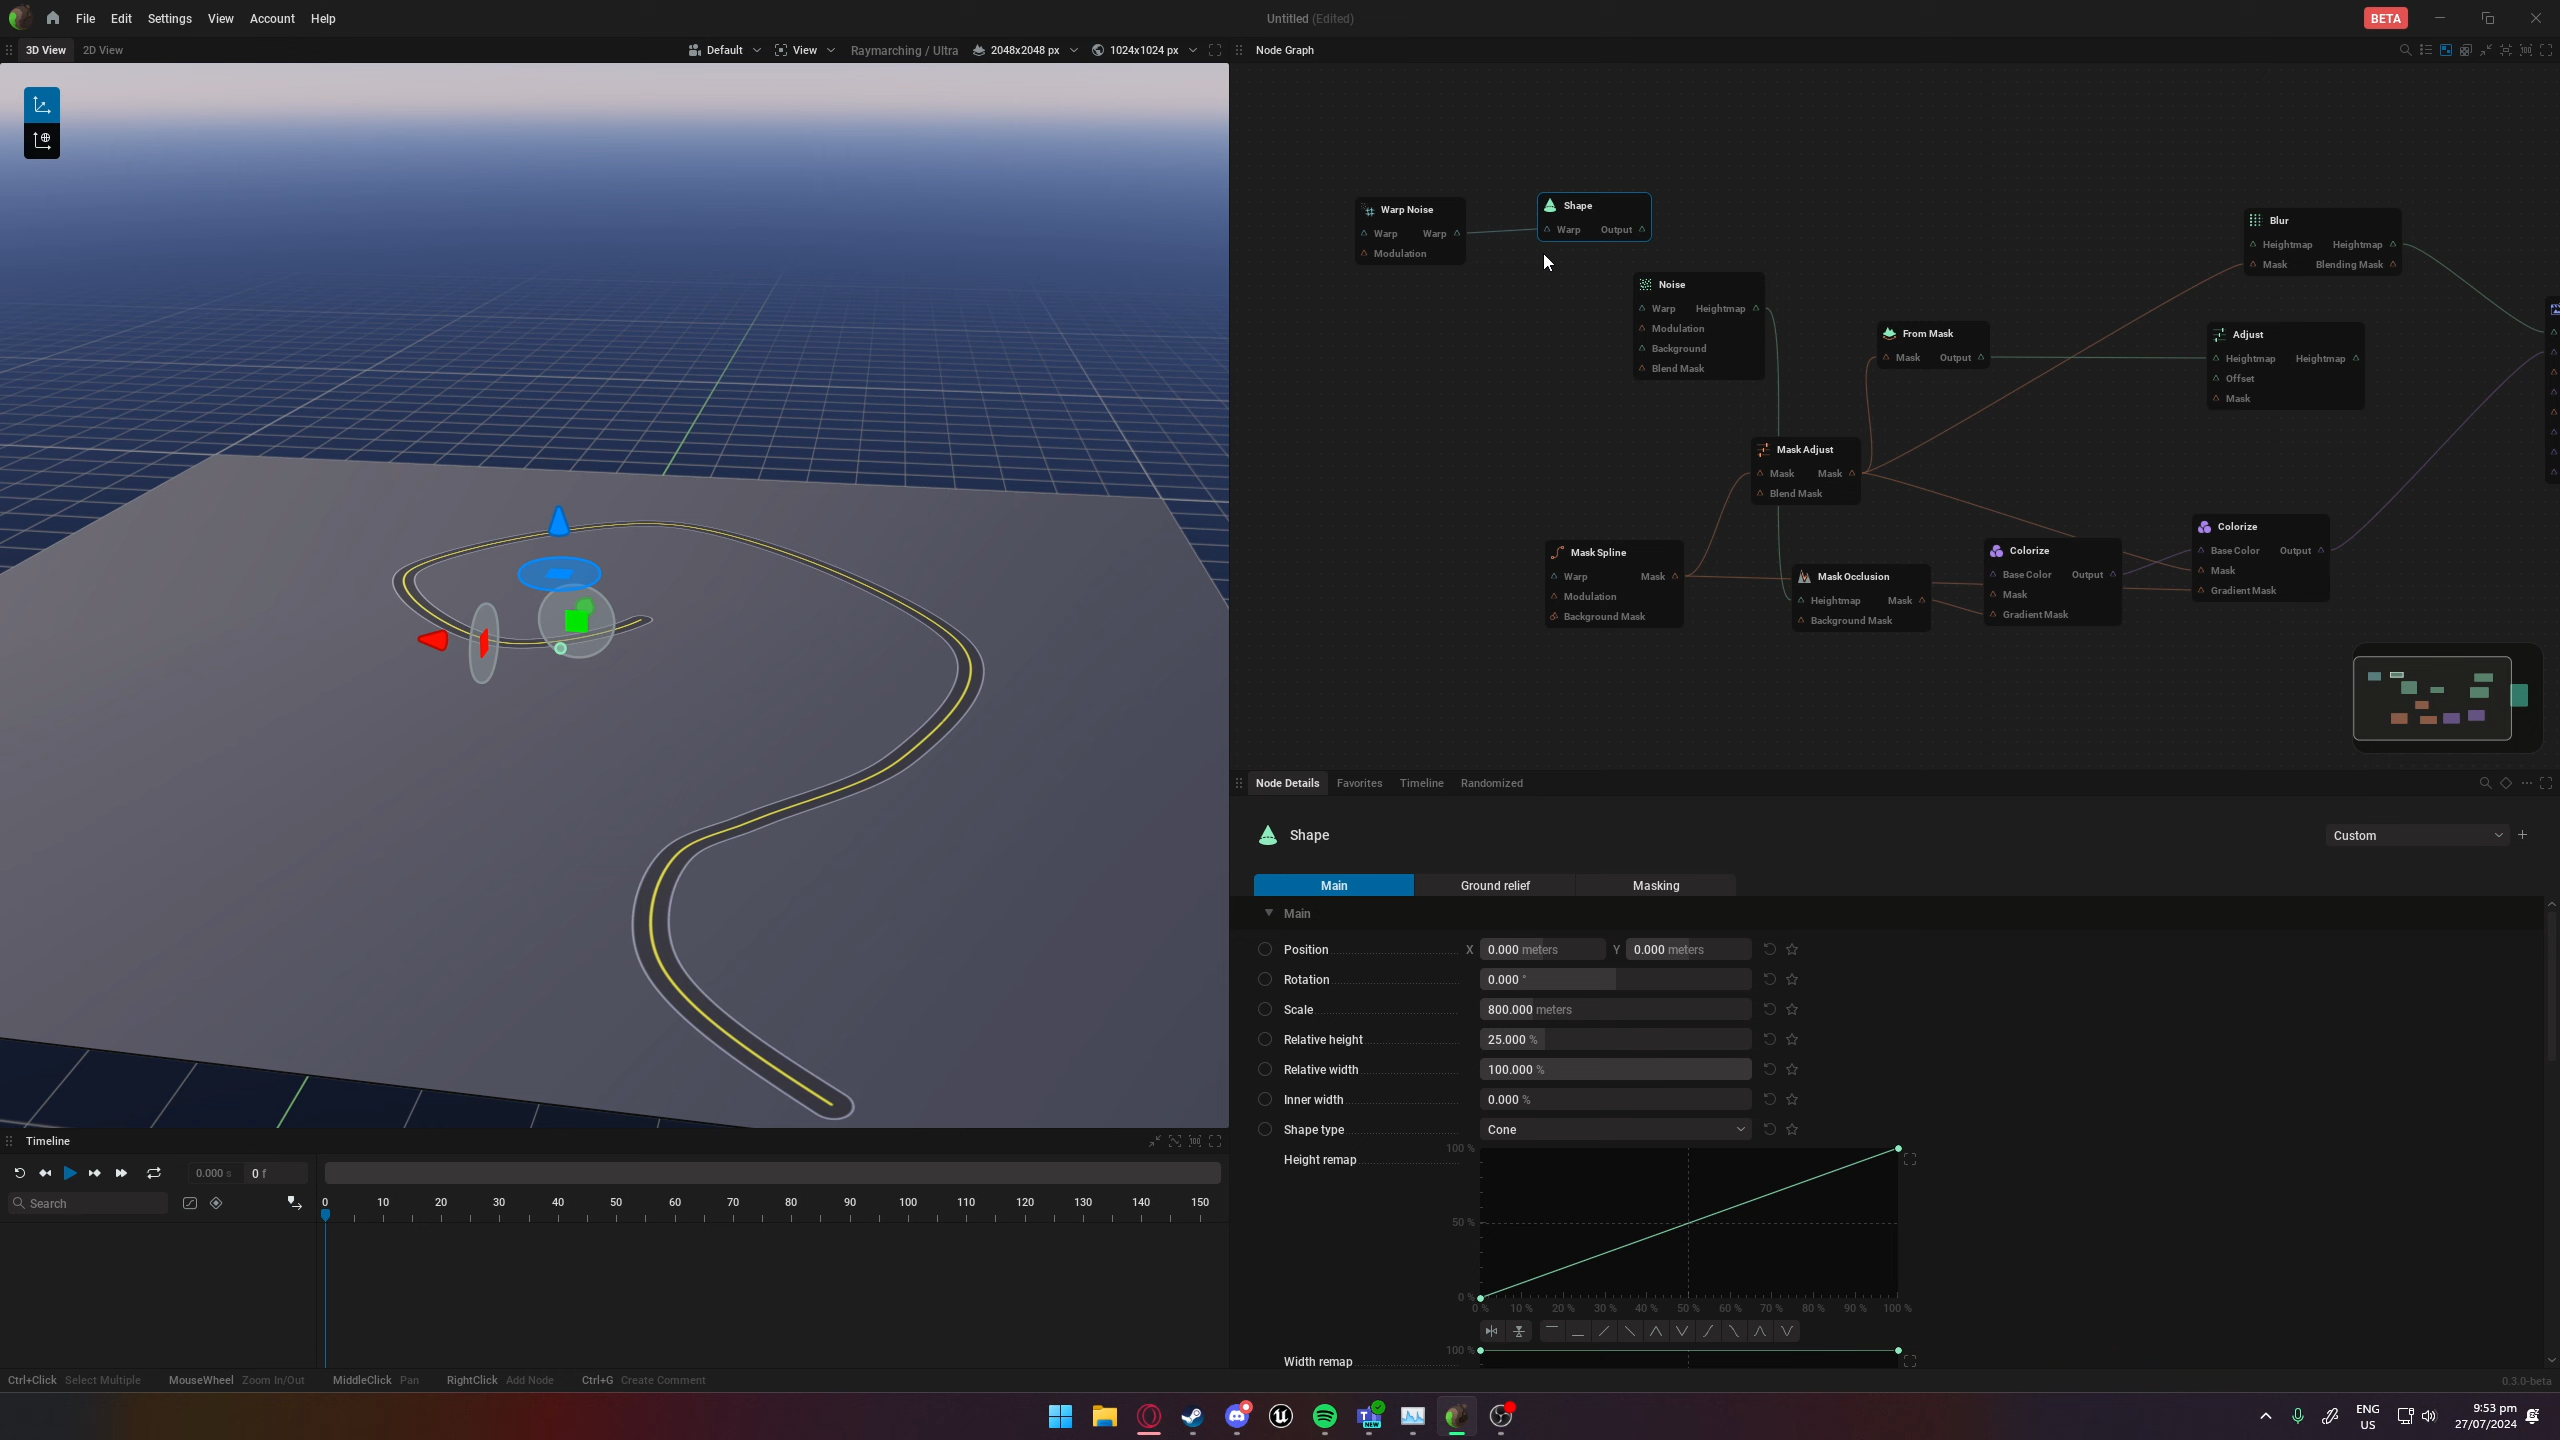 File Edit Settings View Account Help
Untitled (Edited)
BETA
3D View 2D View
Default View Raymarching / Ultra 2048x2048 px 1024x1024 px
Node Graph
Warp Noise
Warp Warp
Modulation
Shape
Warp Output
Noise
Warp Heightmap
Modulation
Background
Blend Mask
From Mask
Mask Output
Blur
Heightmap Heightmap
Mask Blending Mask
Adjust
Heightmap Heightmap
Offset
Mask
Mask Adjust
Mask Mask
Blend Mask
Mask Spline
Warp Mask
Modulation
Background Mask
Mask Occlusion
Heightmap Mask
Background Mask
Colorize
Base Color Output
Mask
Gradient Mask
Colorize
Base Color Output
Mask
Gradient Mask
Node Details Favorites Timeline Randomized
Shape
Custom
Main Ground relief Masking
Main
Position X 0.000 meters Y 0.000 meters
Rotation 0.000 °
Scale 800.000 meters
Relative height 25.000 %
Relative width 100.000 %
Inner width 0.000 %
Shape type Cone
Height remap
100 %
50 %
0 %
0 % 10 % 20 % 30 % 40 % 50 % 60 % 70 % 80 % 90 % 100 %
Width remap
100 %
Timeline
0.000 s 0 f
Search
0 10 20 30 40 50 60 70 80 90 100 110 120 130 140 150
Ctrl+Click Select Multiple MouseWheel Zoom In/Out MiddleClick Pan RightClick Add Node Ctrl+G Create Comment
0.3.0-beta
NEW
ENG
US
9:53 pm
27/07/2024